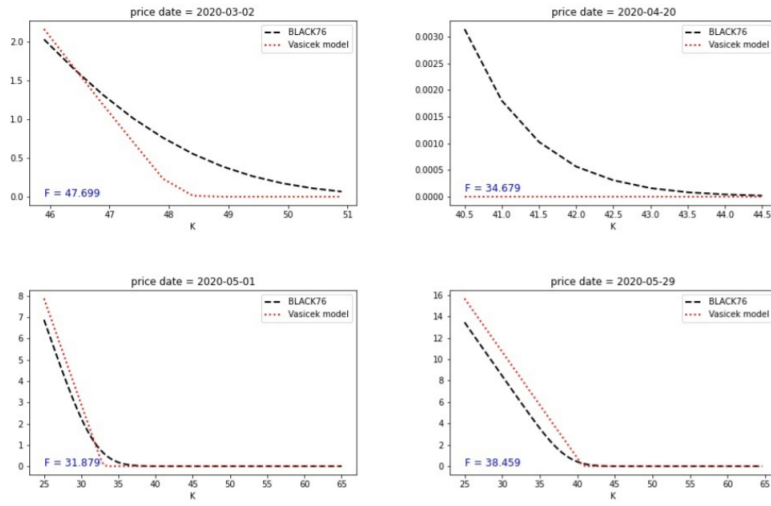 price date = 2020-03-02
2.0
1.5
1.0
0.5
0.0
BLACK76
Vasicek model
F = 47.699
46 47 48 49 50 51
K
price date = 2020-04-20
0.0030
0.0025
0.0020
0.0015
0.0010
0.0005
0.0000
BLACK76
Vasicek model
F = 34.679
40.5 41.0 41.5 42.0 42.5 43.0 43.5 44.0 44.5
K
price date = 2020-05-01
8
7
6
5
4
3
2
1
0
BLACK76
Vasicek model
F = 31.879
25 30 35 40 45 50 55 60 65
K
price date = 2020-05-29
16
14
12
10
8
6
4
2
0
BLACK76
Vasicek model
F = 38.459
25 30 35 40 45 50 55 60 65
K